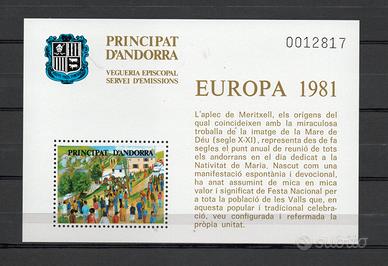 PRINCIPAT
D'ANDORRA
VEGUERIA EPISCOPAL
SERVEI D'EMISSIONS
0012817
EUROPA 1981
L'aplec de Meritxell, els orígens del
qual coincideixen amb la miraculosa
troballa de la imatge de la Mare de
Déu (segle X-XI), representa des de fa
segles el punt anual de reunió de tots
els andorrans en el dia dedicat a la
Nativitat de Maria, Nascut com una
manifestació espontània i devocional,
ha anat assumint de mica en mica
valor i significat de Festa Nacional per
a tota la població de les Valls que, en
aquesta popular i tradicional celebra-
ció, veu configurada i refermada la
pròpia unitat.
PRINCIPAT D'ANDORRA
subito